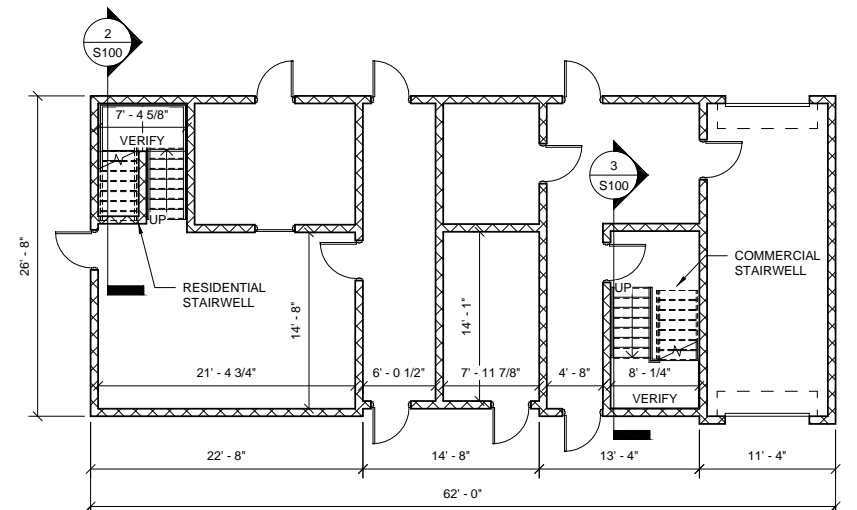 2
S100
7' - 4 5/8"
VERIFY
UP
3
S100
26' - 8"
RESIDENTIAL
STAIRWELL
COMMERCIAL
STAIRWELL
UP
14' - 8"
14' - 1"
21' - 4 3/4"
6' - 0 1/2"
7' - 11 7/8"
4' - 8"
8' - 1/4"
VERIFY
22' - 8"
14' - 8"
13' - 4"
11' - 4"
62' - 0"